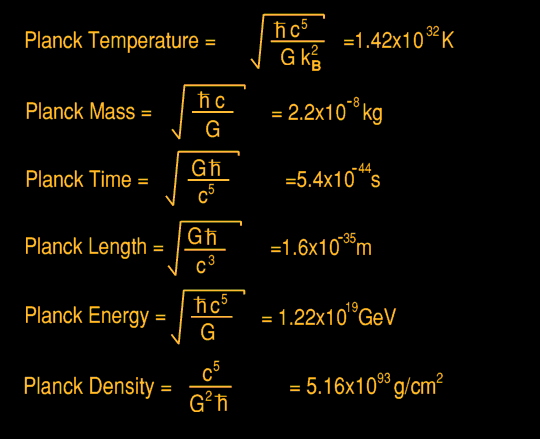 Planck Temperature = √(ħc⁵ / G k_B²) =1.42x10³²K
Planck Mass = √(ħc / G) = 2.2x10⁻⁸kg
Planck Time = √(Għ / c⁵) =5.4x10⁻⁴⁴s
Planck Length = √(Għ / c³) =1.6x10⁻³⁵m
Planck Energy = √(ħc⁵ / G) = 1.22x10¹⁹GeV
Planck Density = c⁵ / G²ħ = 5.16x10⁹³g/cm²